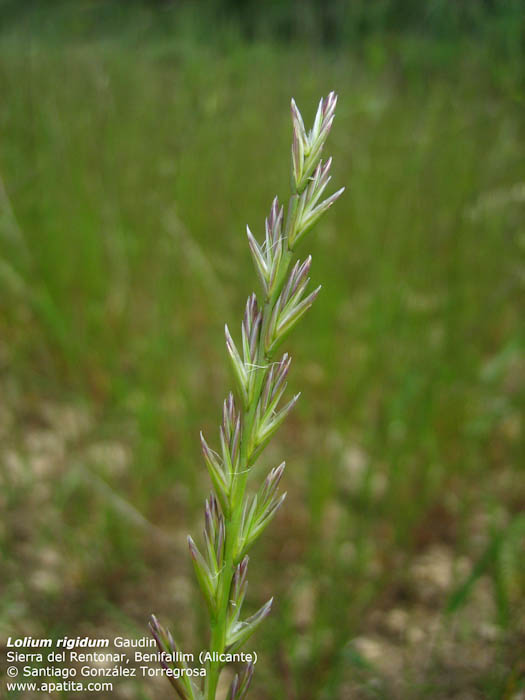 Lolium rigidum Gaudin
Sierra del Rentonar, Benifallim (Alicante)
© Santiago González Torregrosa
www.apatita.com